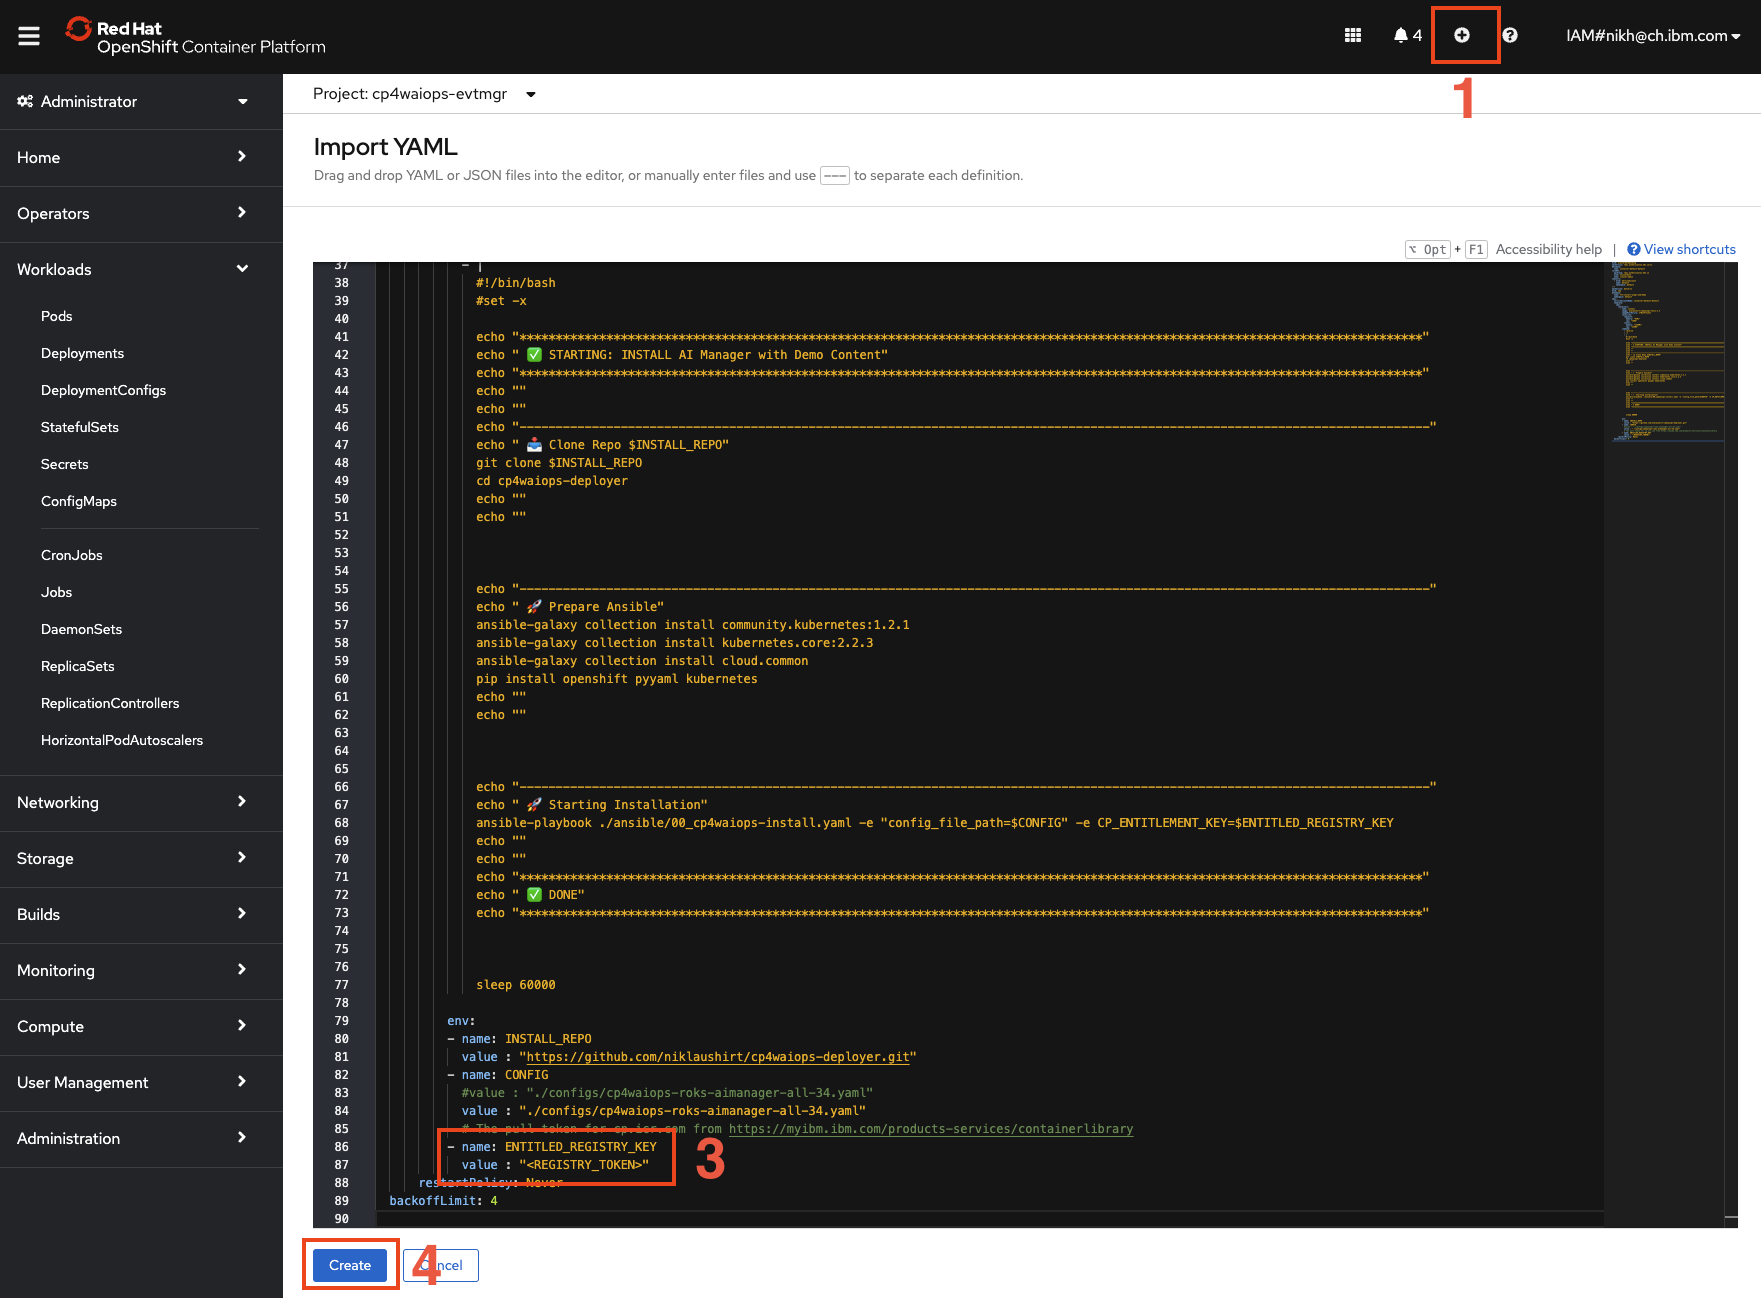 Red Hat
OpenShift Container Platform
4
IAM#nikh@ch.ibm.com
1
Administrator
Home
Operators
Workloads
Pods
Deployments
DeploymentConfigs
StatefulSets
Secrets
ConfigMaps
CronJobs
Jobs
DaemonSets
ReplicaSets
ReplicationControllers
HorizontalPodAutoscalers
Networking
Storage
Builds
Monitoring
Compute
User Management
Administration
Project: cp4waiops-evtmgr
Import YAML
Drag and drop YAML or JSON files into the editor, or manually enter files and use --- to separate each definition.
⌥ Opt + F1 Accessibility help | View shortcuts
37 - |
38 #!/bin/bash
39 #set -x
40
41 echo "*****************************************************************************************************************************"
42 echo " ✅ STARTING: INSTALL AI Manager with Demo Content"
43 echo "*****************************************************************************************************************************"
44 echo ""
45 echo ""
46 echo "------------------------------------------------------------------------------------------------------------------------------"
47 echo " 📥 Clone Repo $INSTALL_REPO"
48 git clone $INSTALL_REPO
49 cd cp4waiops-deployer
50 echo ""
51 echo ""
52
53
54
55 echo "------------------------------------------------------------------------------------------------------------------------------"
56 echo " 🚀 Prepare Ansible"
57 ansible-galaxy collection install community.kubernetes:1.2.1
58 ansible-galaxy collection install kubernetes.core:2.2.3
59 ansible-galaxy collection install cloud.common
60 pip install openshift pyyaml kubernetes
61 echo ""
62 echo ""
63
64
65
66 echo "------------------------------------------------------------------------------------------------------------------------------"
67 echo " 🚀 Starting Installation"
68 ansible-playbook ./ansible/00_cp4waiops-install.yaml -e "config_file_path=$CONFIG" -e CP_ENTITLEMENT_KEY=$ENTITLED_REGISTRY_KEY
69 echo ""
70 echo ""
71 echo "*****************************************************************************************************************************"
72 echo " ✅ DONE"
73 echo "*****************************************************************************************************************************"
74
75
76
77 sleep 60000
78
79 env:
80 - name: INSTALL_REPO
81 value : "https://github.com/niklaushirt/cp4waiops-deployer.git"
82 - name: CONFIG
83 #value : "./configs/cp4waiops-roks-aimanager-all-34.yaml"
84 value : "./configs/cp4waiops-roks-aimanager-all-34.yaml"
85 # The pull token for cp.icr.com from https://myibm.ibm.com/products-services/containerlibrary
86 - name: ENTITLED_REGISTRY_KEY
87 value : "<REGISTRY_TOKEN>"
3
88 restartPolicy: Never
89 backoffLimit: 4
90
Create
4
Cancel